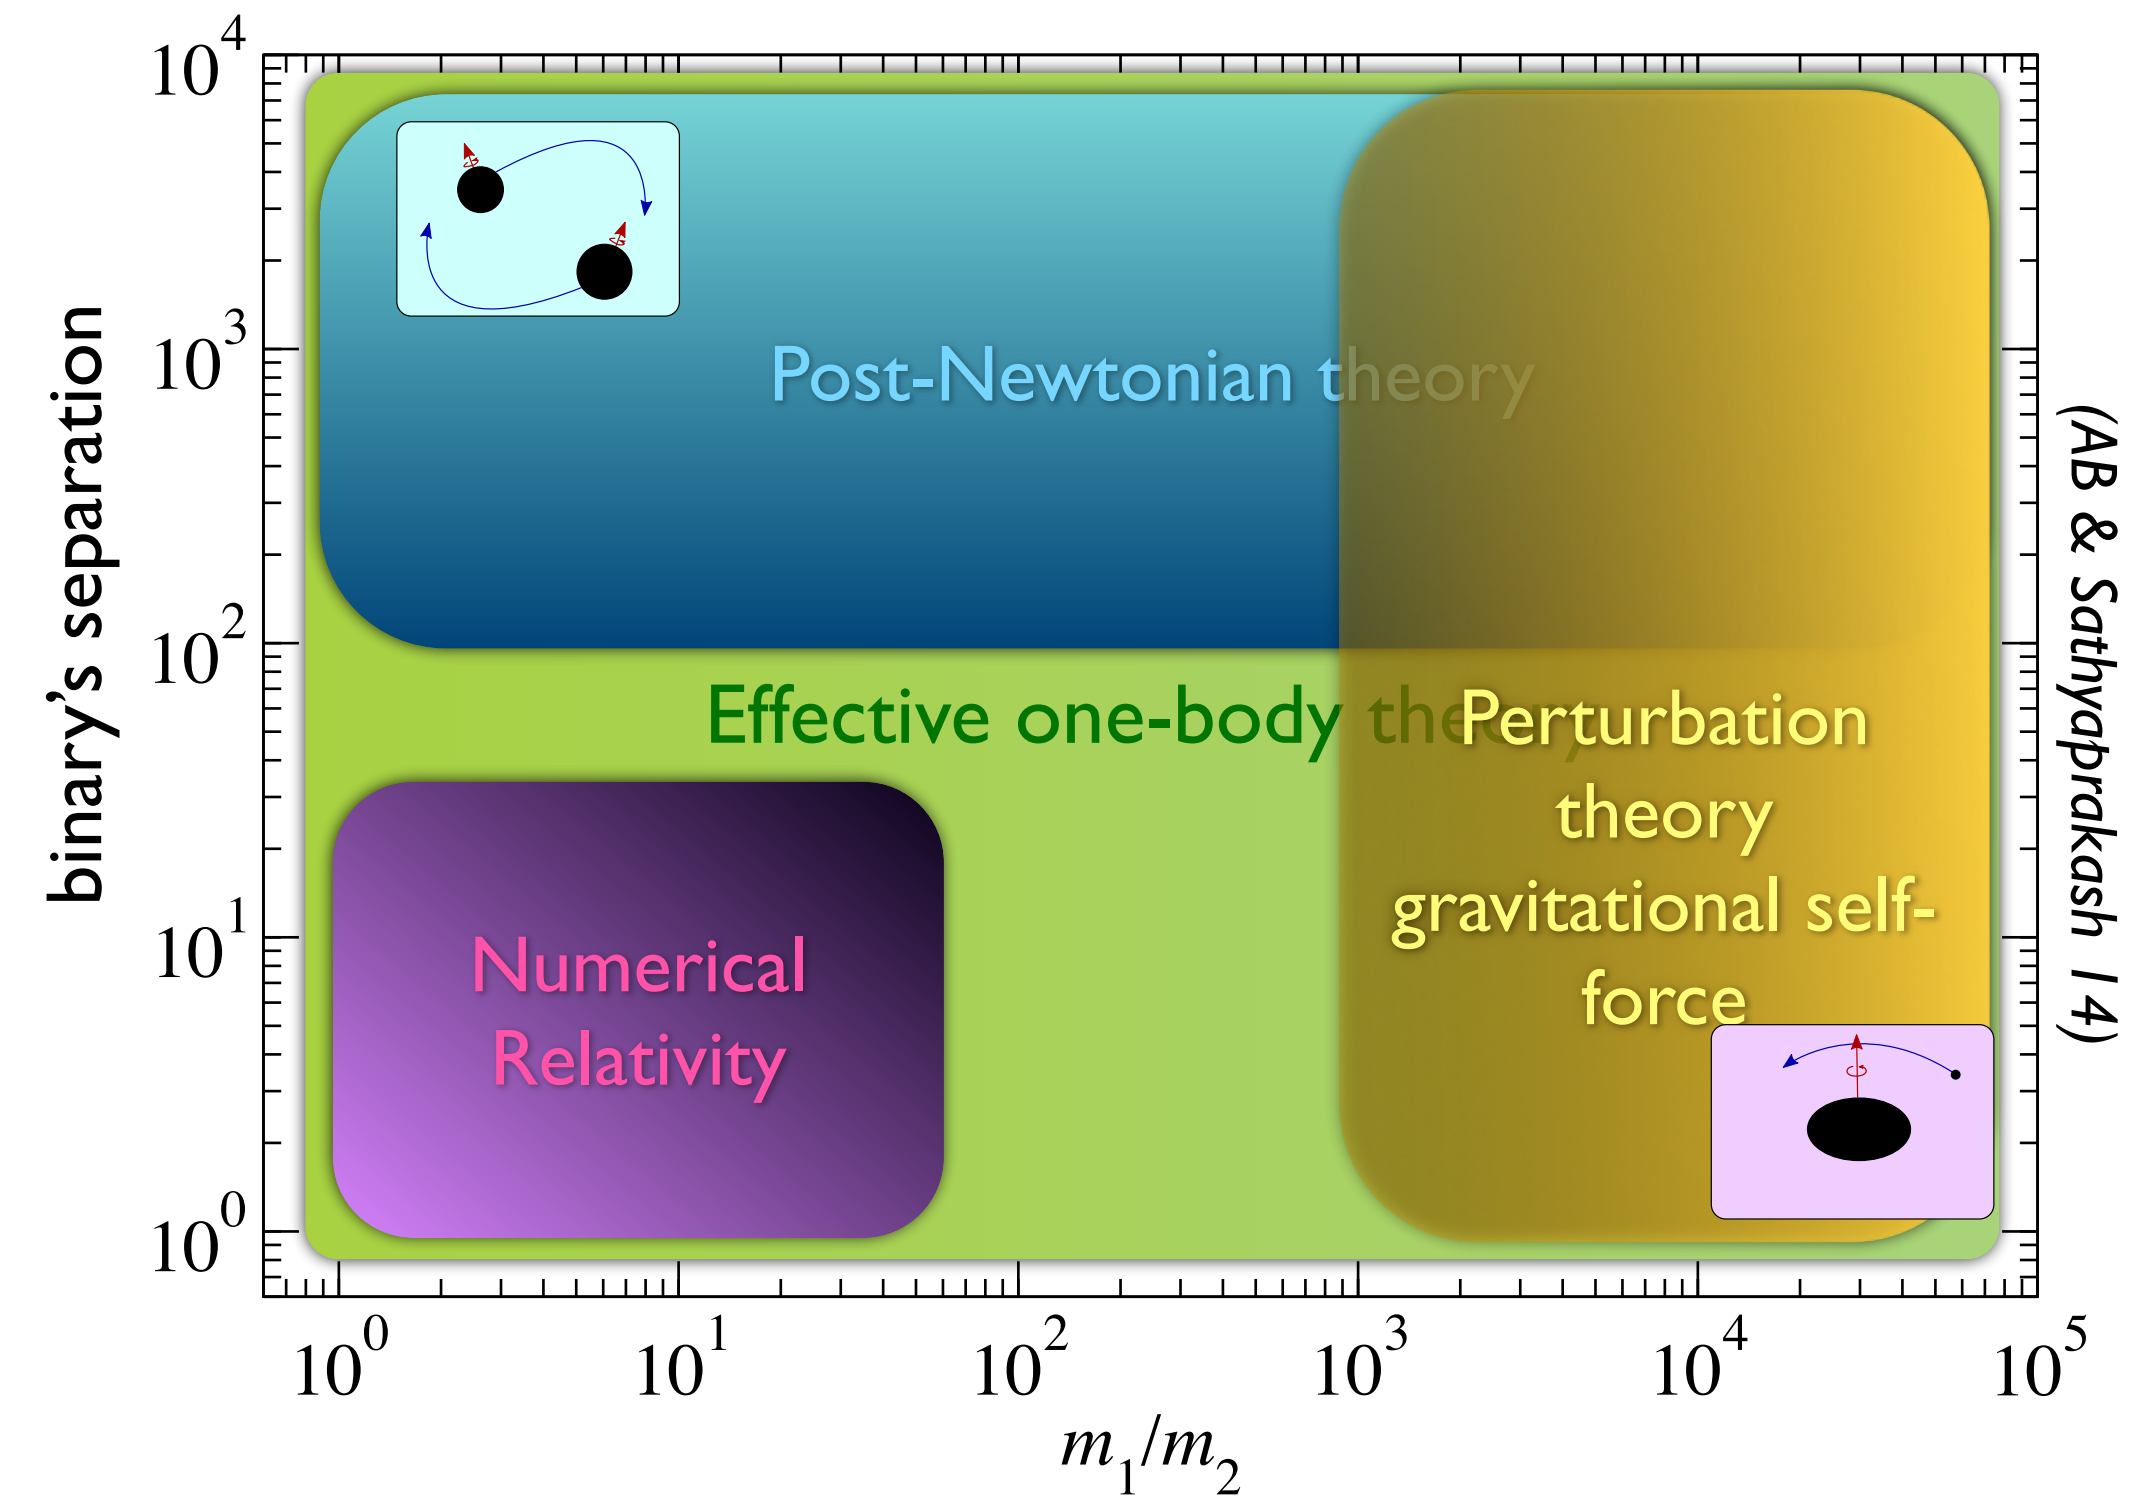 10^4
10^3
10^2
10^1
10^0
binary's separation
Post-Newtonian theory
Effective one-body theory
Perturbation
theory
gravitational self-
force
Numerical
Relativity
(AB & Sathyaprakash 14)
10^0 10^1 10^2 10^3 10^4 10^5
m_1/m_2